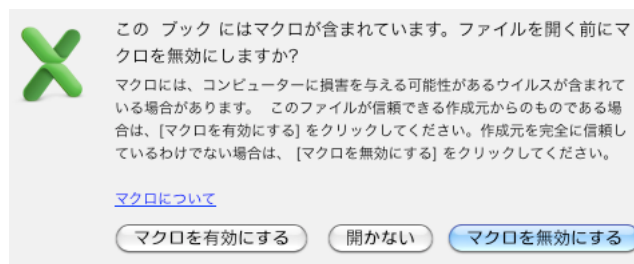 この ブック にはマクロが含まれています。ファイルを開く前にマ
クロを無効にしますか?
マクロには、コンピューターに損害を与える可能性があるウイルスが含まれて
いる場合があります。 このファイルが信頼できる作成元からのものである場
合は、[マクロを有効にする] をクリックしてください。作成元を完全に信頼し
ているわけでない場合は、 [マクロを無効にする] をクリックしてください。
マクロについて
マクロを有効にする 開かない マクロを無効にする